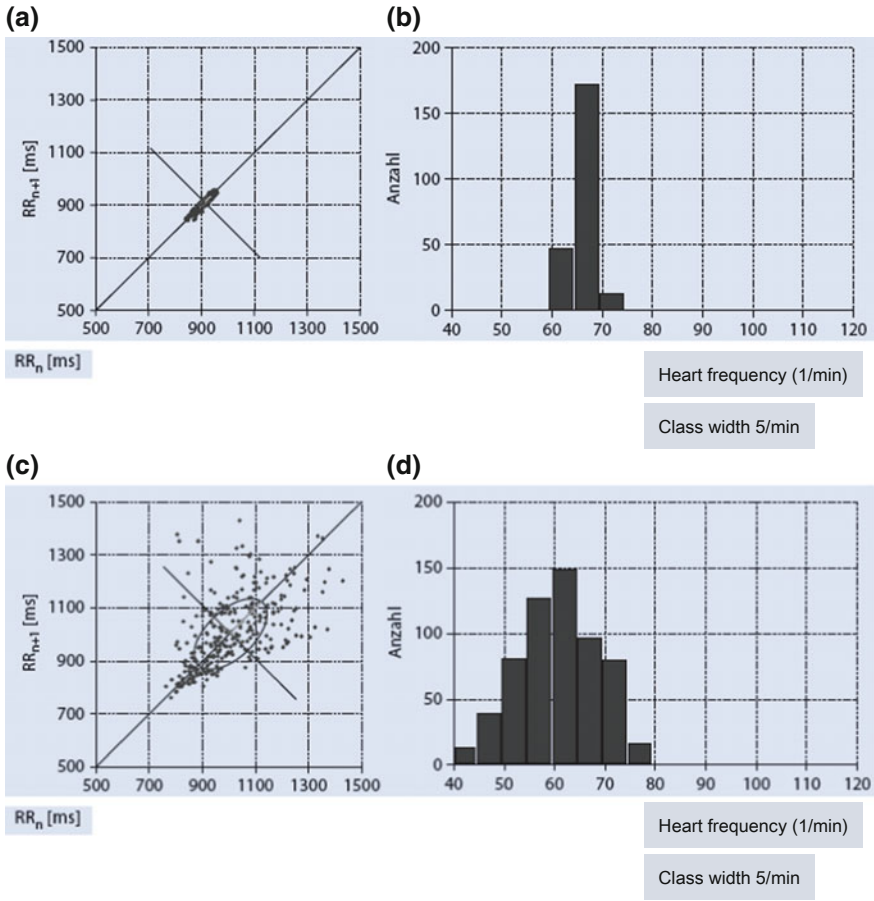 (a)
(b)
1500
1300
1100
900
700
500
RRn+1 [ms]
500 700 900 1100 1300 1500
RRn [ms]
200
150
100
50
0
Anzahl
40 50 60 70 80 90 100 110 120
Heart frequency (1/min)
Class width 5/min
(c)
(d)
1500
1300
1100
900
700
500
RRn+1 [ms]
500 700 900 1100 1300 1500
RRn [ms]
200
150
100
50
0
Anzahl
40 50 60 70 80 90 100 110 120
Heart frequency (1/min)
Class width 5/min